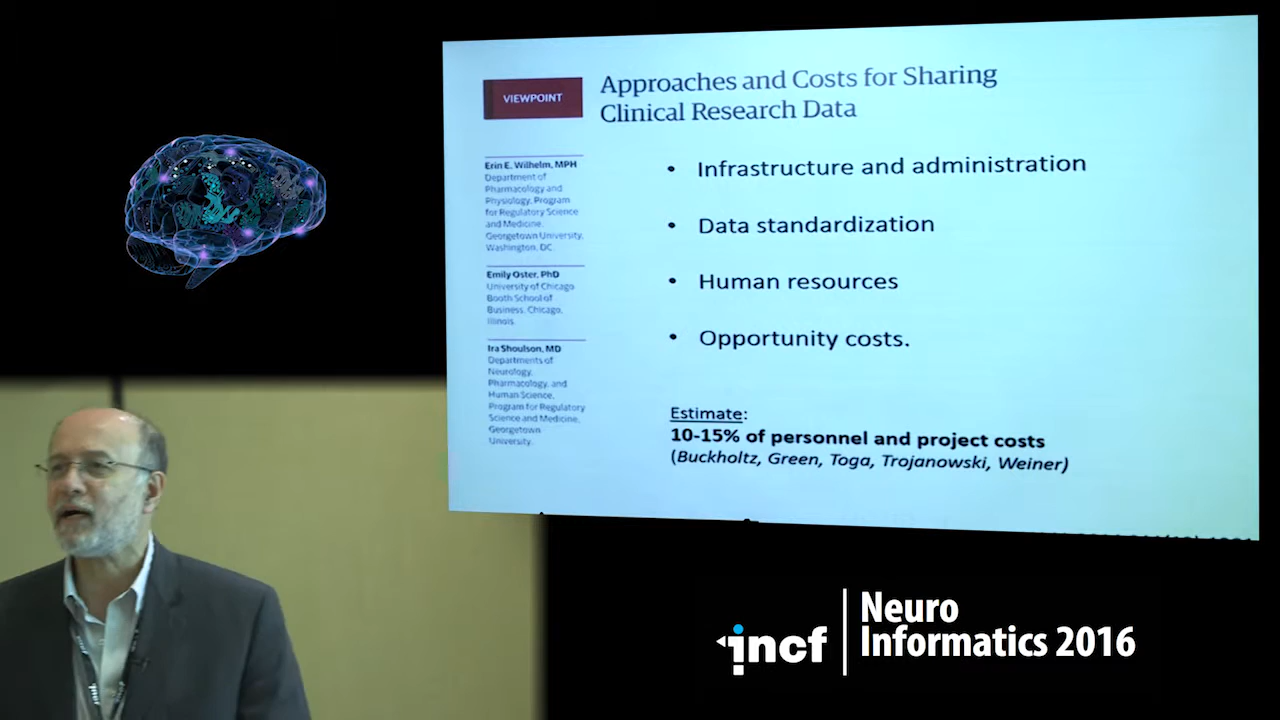 VIEWPOINT
Approaches and Costs for Sharing
Clinical Research Data
Erin E. Wilhelm, MPH
Department of
Pharmacology and
Physiology, Program
for Regulatory Science
and Medicine,
Georgetown University,
Washington, DC.
Emily Oster, PhD
University of Chicago
Booth School of
Business, Chicago,
Illinois.
Ira Shoulson, MD
Departments of
Neurology,
Pharmacology, and
Human Science,
Program for Regulatory
Science and Medicine,
Georgetown
University.
• Infrastructure and administration
• Data standardization
• Human resources
• Opportunity costs.
Estimate:
10-15% of personnel and project costs
(Buckholtz, Green, Toga, Trojanowski, Weiner)
incf
Neuro
Informatics 2016